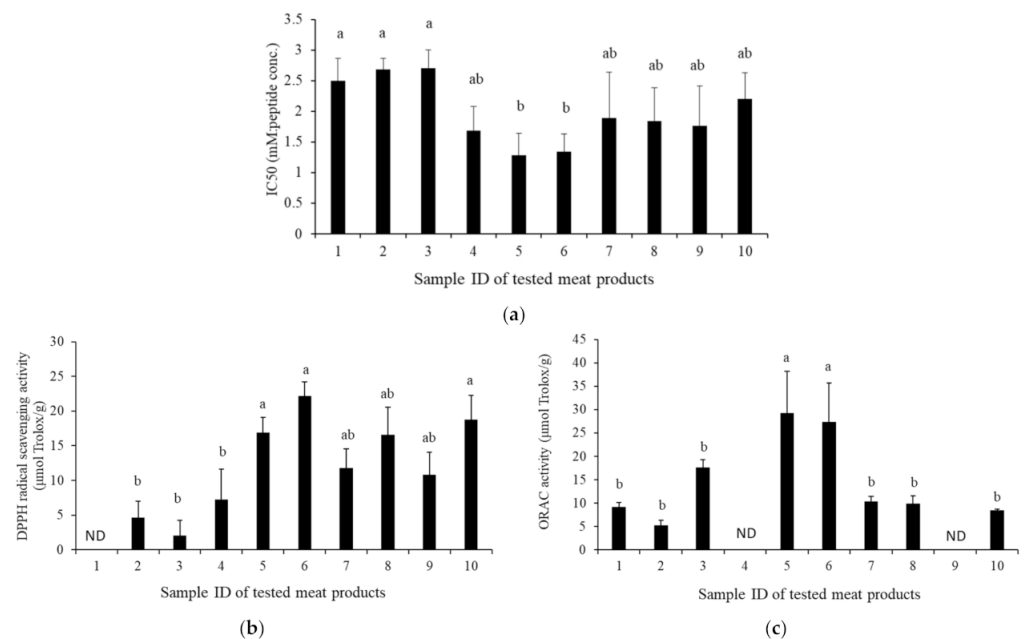 3.5
3
2.5
2
1.5
1
0.5
0
IC50 (mM:peptide conc.)
a a a ab b b ab ab ab ab
1 2 3 4 5 6 7 8 9 10
Sample ID of tested meat products
(a)
30
25
20
15
10
5
0
DPPH radical scavenging activity
(μmol Trolox/g)
ND b b b a a ab ab ab a
1 2 3 4 5 6 7 8 9 10
Sample ID of tested meat products
(b)
45
40
35
30
25
20
15
10
5
0
ORAC activity (μmol Trolox/g)
b b b ND a a b b ND b
1 2 3 4 5 6 7 8 9 10
Sample ID of tested meat products
(c)